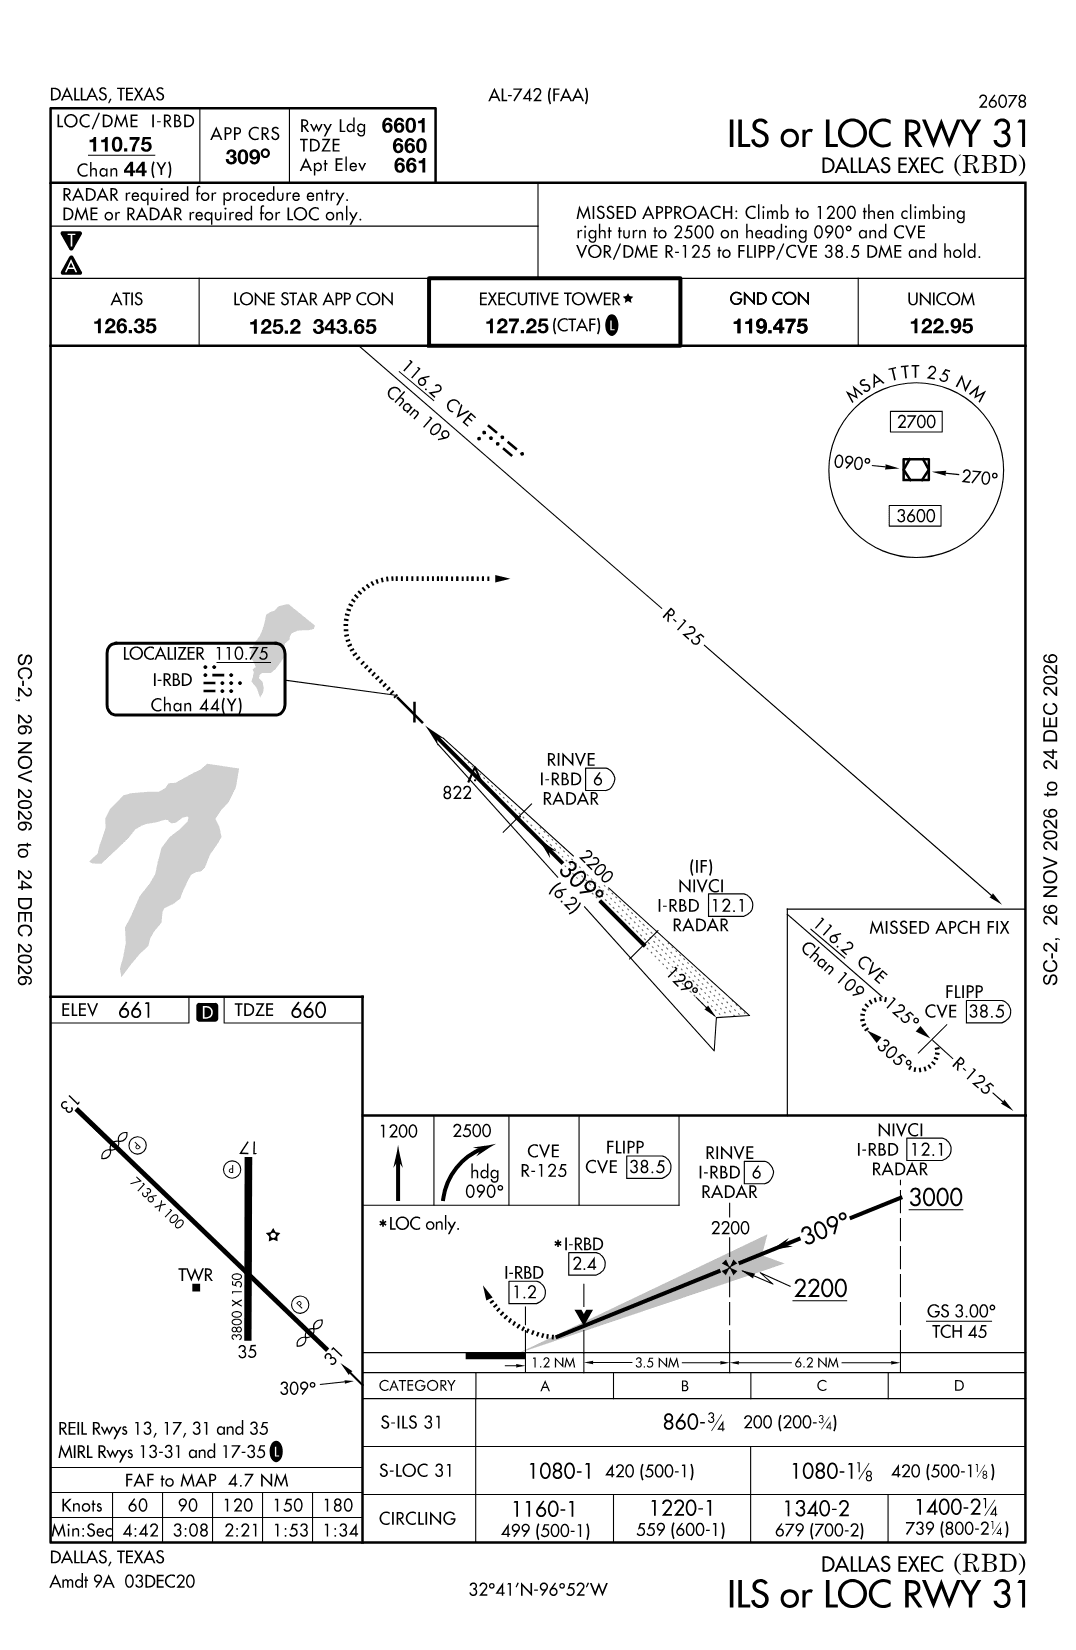 DALLAS, TEXAS
AL-742 (FAA)
26078
LOC/DME I-RBD
110.75
Chan 44 (Y)
APP CRS
309°
Rwy Ldg 6601
TDZE 660
Apt Elev 661
ILS or LOC RWY 31
DALLAS EXEC (RBD)
RADAR required for procedure entry.
DME or RADAR required for LOC only.
T
A
MISSED APPROACH: Climb to 1200 then climbing
right turn to 2500 on heading 090° and CVE
VOR/DME R-125 to FLIPP/CVE 38.5 DME and hold.
ATIS
126.35
LONE STAR APP CON
125.2 343.65
EXECUTIVE TOWER★
127.25 (CTAF) L
GND CON
119.475
UNICOM
122.95
116.2 CVE
Chan 109
R-125
MSA TTT 25 NM
2700
090°
270°
3600
LOCALIZER 110.75
I-RBD
Chan 44(Y)
822
RINVE
I-RBD 6
RADAR
2200
309°
(6.2)
(IF)
NIVCI
I-RBD 12.1
RADAR
129°
MISSED APCH FIX
116.2 CVE
Chan 109
FLIPP
CVE 38.5
125°
305°
R-125
SC-2, 26 NOV 2026 to 24 DEC 2026
SC-2, 26 NOV 2026 to 24 DEC 2026
ELEV 661
D
TDZE 660
13
P
7136 X 100
17
P
TWR
3800 X 150
P
35
31
309°
REIL Rwys 13, 17, 31 and 35
MIRL Rwys 13-31 and 17-35 L
FAF to MAP 4.7 NM
Knots 60 90 120 150 180
Min:Sec 4:42 3:08 2:21 1:53 1:34
1200
2500
hdg
090°
CVE
R-125
FLIPP
CVE 38.5
*LOC only.
RINVE
I-RBD 6
RADAR
2200
NIVCI
I-RBD 12.1
RADAR
3000
309°
*I-RBD
2.4
I-RBD
1.2
2200
GS 3.00°
TCH 45
1.2 NM
3.5 NM
6.2 NM
CATEGORY A B C D
S-ILS 31 860-¾ 200 (200-¾)
S-LOC 31 1080-1 420 (500-1) 1080-1⅛ 420 (500-1⅛)
CIRCLING
1160-1
499 (500-1)
1220-1
559 (600-1)
1340-2
679 (700-2)
1400-2¼
739 (800-2¼)
DALLAS, TEXAS
Amdt 9A 03DEC20
32°41'N-96°52'W
DALLAS EXEC (RBD)
ILS or LOC RWY 31